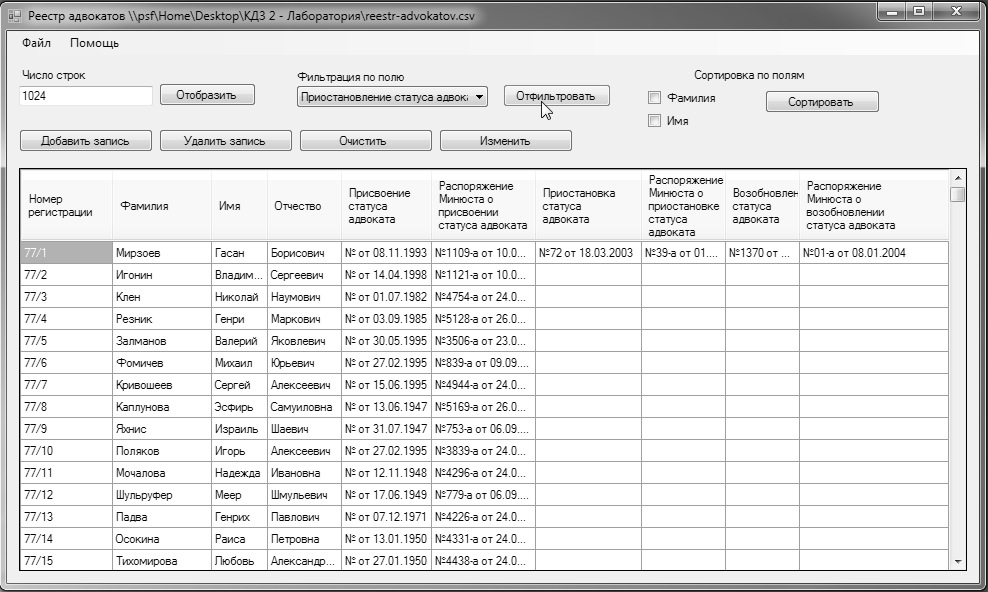 Реестр адвокатов \\psf\Home\Desktop\КДЗ 2 - Лаборатория\reestr-advokatov.csv
Файл Помощь
Число строк Фильтрация по полю Сортировка по полям
1024 Отобразить Приостановление статуса адвока Отфильтровать Фамилия Сортировать
Имя
Добавить запись Удалить запись Очистить Изменить
Номер регистрации Фамилия Имя Отчество Присвоение статуса адвоката Распоряжение Минюста о присвоении статуса адвоката Приостановка статуса адвоката Распоряжение Минюста о приостановке статуса адвоката Возобновлен статуса адвоката Распоряжение Минюста о возобновлении статуса адвоката
77/1 Мирзоев Гасан Борисович № от 08.11.1993 №1109-а от 10.0... №72 от 18.03.2003 №39-а от 01.... №1370 от ... №01-а от 08.01.2004
77/2 Игонин Владим... Сергеевич № от 14.04.1998 №1121-а от 10.0...
77/3 Клен Николай Наумович № от 01.07.1982 №4754-а от 24.0...
77/4 Резник Генри Маркович № от 03.09.1985 №5128-а от 26.0...
77/5 Залманов Валерий Яковлевич № от 30.05.1995 №3506-а от 23.0...
77/6 Фомичев Михаил Юрьевич № от 27.02.1995 №839-а от 09.09....
77/7 Кривошеев Сергей Алексеевич № от 15.06.1995 №4944-а от 24.0...
77/8 Каплунова Эсфирь Самуиловна № от 13.06.1947 №5169-а от 26.0...
77/9 Яхнис Израиль Шаевич № от 31.07.1947 №753-а от 06.09....
77/10 Поляков Игорь Алексеевич № от 27.02.1995 №3839-а от 24.0...
77/11 Мочалова Надежда Ивановна № от 12.11.1948 №4296-а от 24.0...
77/12 Шульруфер Меер Шмульевич № от 17.06.1949 №779-а от 06.09....
77/13 Падва Генрих Павлович № от 07.12.1971 №4226-а от 24.0...
77/14 Осокина Раиса Петровна № от 13.01.1950 №4331-а от 24.0...
77/15 Тихомирова Любовь Александр... № от 27.01.1950 №4438-а от 24.0...